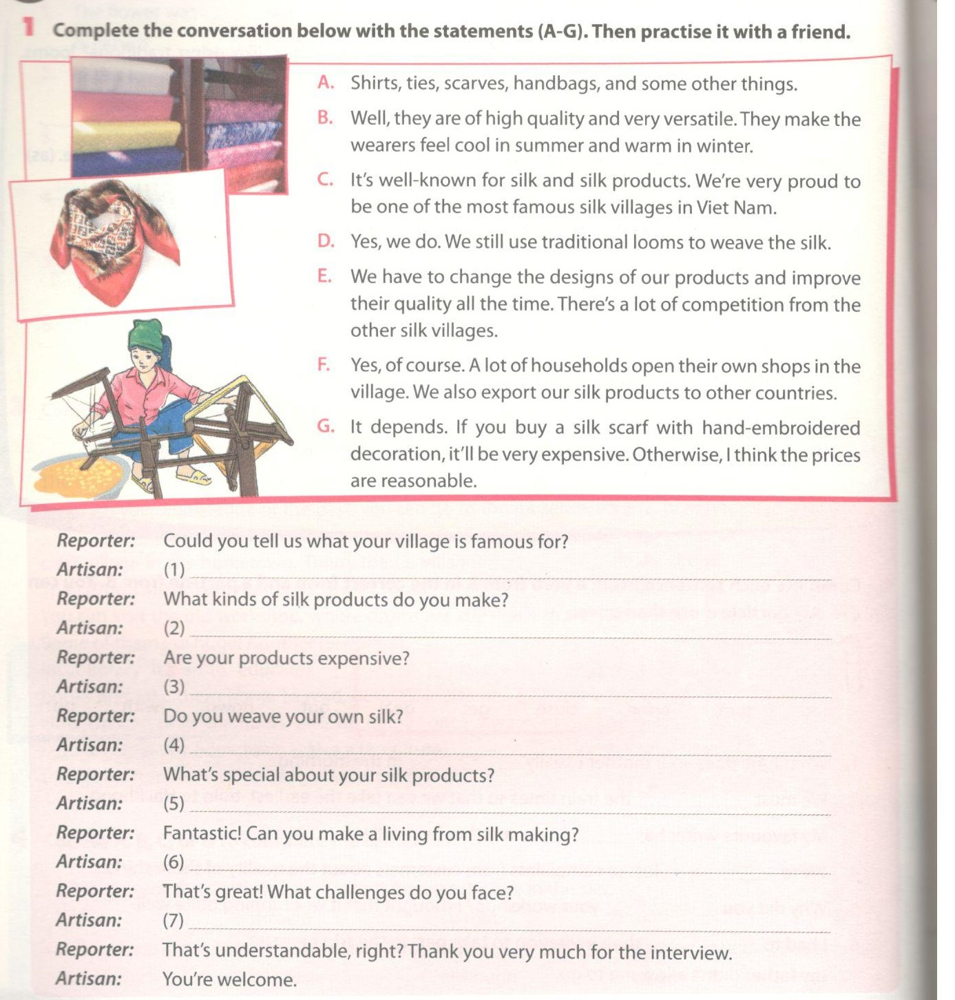 1 Complete the conversation below with the statements (A-G). Then practise it with a friend.
A. Shirts, ties, scarves, handbags, and some other things.
B. Well, they are of high quality and very versatile. They make the
wearers feel cool in summer and warm in winter.
C. It's well-known for silk and silk products. We're very proud to
be one of the most famous silk villages in Viet Nam.
D. Yes, we do. We still use traditional looms to weave the silk.
E. We have to change the designs of our products and improve
their quality all the time. There's a lot of competition from the
other silk villages.
F. Yes, of course. A lot of households open their own shops in the
village. We also export our silk products to other countries.
G. It depends. If you buy a silk scarf with hand-embroidered
decoration, it'll be very expensive. Otherwise, I think the prices
are reasonable.
Reporter: Could you tell us what your village is famous for?
Artisan: (1)
Reporter: What kinds of silk products do you make?
Artisan: (2)
Reporter: Are your products expensive?
Artisan: (3)
Reporter: Do you weave your own silk?
Artisan: (4)
Reporter: What's special about your silk products?
Artisan: (5)
Reporter: Fantastic! Can you make a living from silk making?
Artisan: (6)
Reporter: That's great! What challenges do you face?
Artisan: (7)
Reporter: That's understandable, right? Thank you very much for the interview.
Artisan: You're welcome.